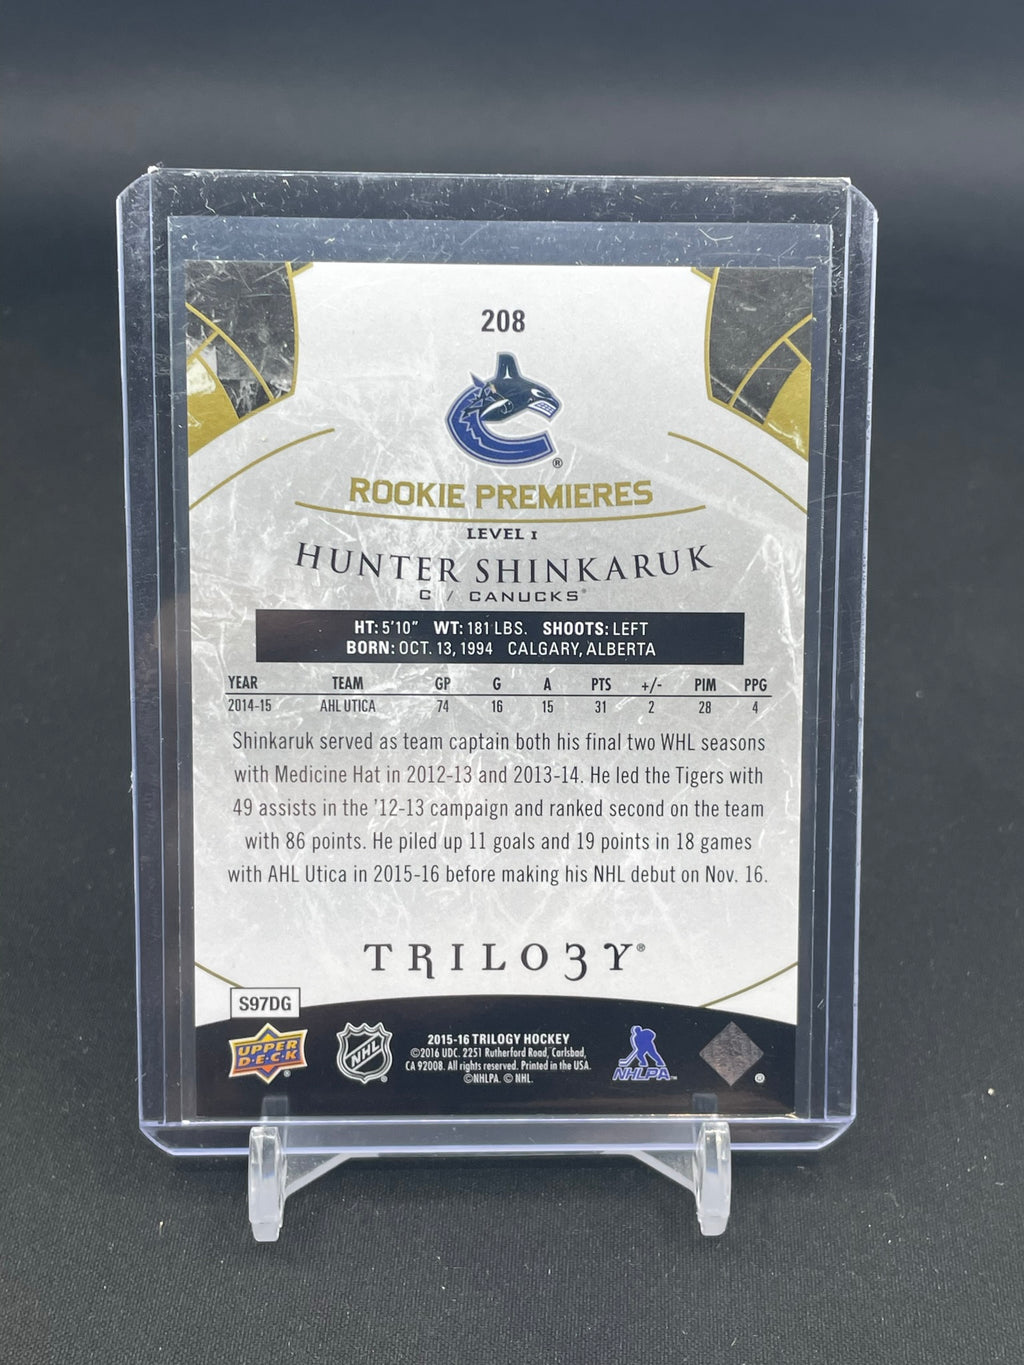 208
®
ROOKIE PREMIERES
LEVEL 1
HUNTER SHINKARUK
C / CANUCKS®
HT: 5'10" WT: 181 LBS. SHOOTS: LEFT
BORN: OCT. 13, 1994 CALGARY, ALBERTA
YEAR TEAM GP G A PTS +/- PIM PPG
2014-15 AHL UTICA 74 16 15 31 2 28 4
Shinkaruk served as team captain both his final two WHL seasons
with Medicine Hat in 2012-13 and 2013-14. He led the Tigers with
49 assists in the '12-13 campaign and ranked second on the team
with 86 points. He piled up 11 goals and 19 points in 18 games
with AHL Utica in 2015-16 before making his NHL debut on Nov. 16.
TRILOGY®
S97DG
UPPER
D·E·C·K
NHL
2015-16 TRILOGY HOCKEY
©2016 UDC. 2251 Rutherford Road, Carlsbad,
CA 92008. All rights reserved. Printed in the USA.
©NHLPA. © NHL.
NHLPA™
®